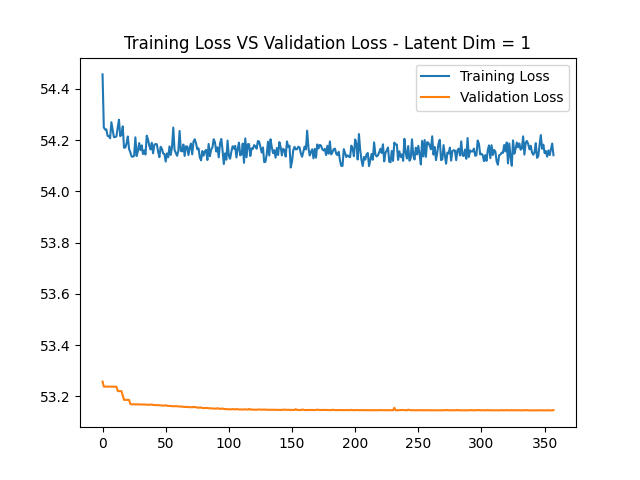 Training Loss VS Validation Loss - Latent Dim = 1
Training Loss
Validation Loss
54.4
54.2
54.0
53.8
53.6
53.4
53.2
0 50 100 150 200 250 300 350